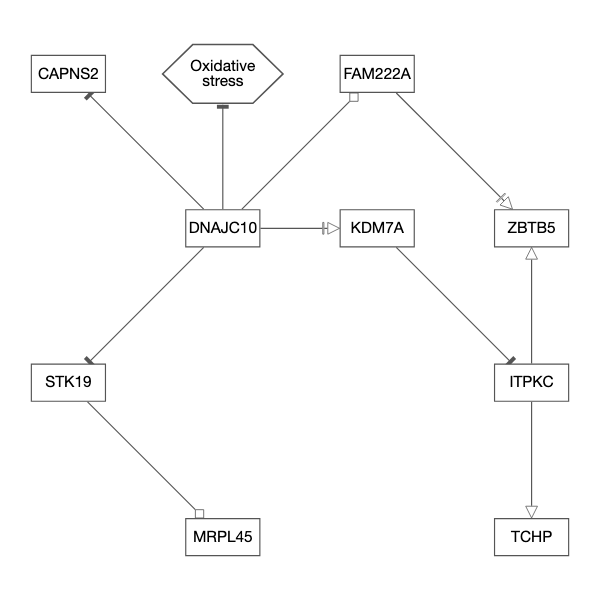 CAPNS2
Oxidative
stress
FAM222A
DNAJC10
KDM7A
ZBTB5
STK19
ITPKC
MRPL45
TCHP